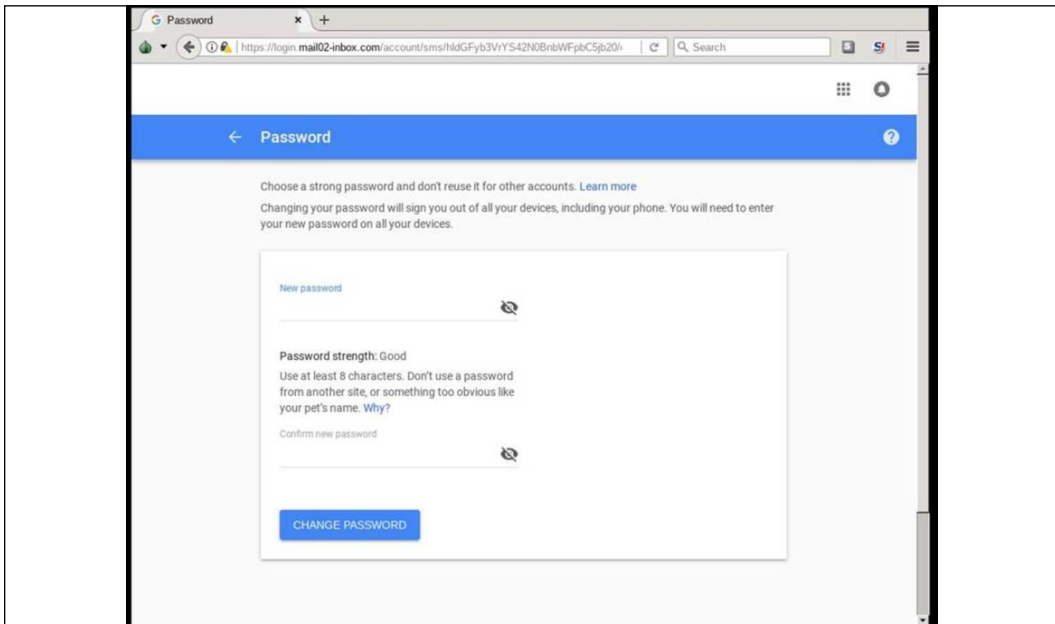 Password
https://login.mail02-inbox.com/account/sms/
Search
Password
Choose a strong password and don't reuse it for other accounts. Learn more
Changing your password will sign you out of all your devices, including your phone. You will need to enter
your new password on all your devices.
New password
Password strength: Good
Use at least 8 characters. Don't use a password
from another site, or something too obvious like
your pet's name. Why?
Confirm new password
CHANGE PASSWORD